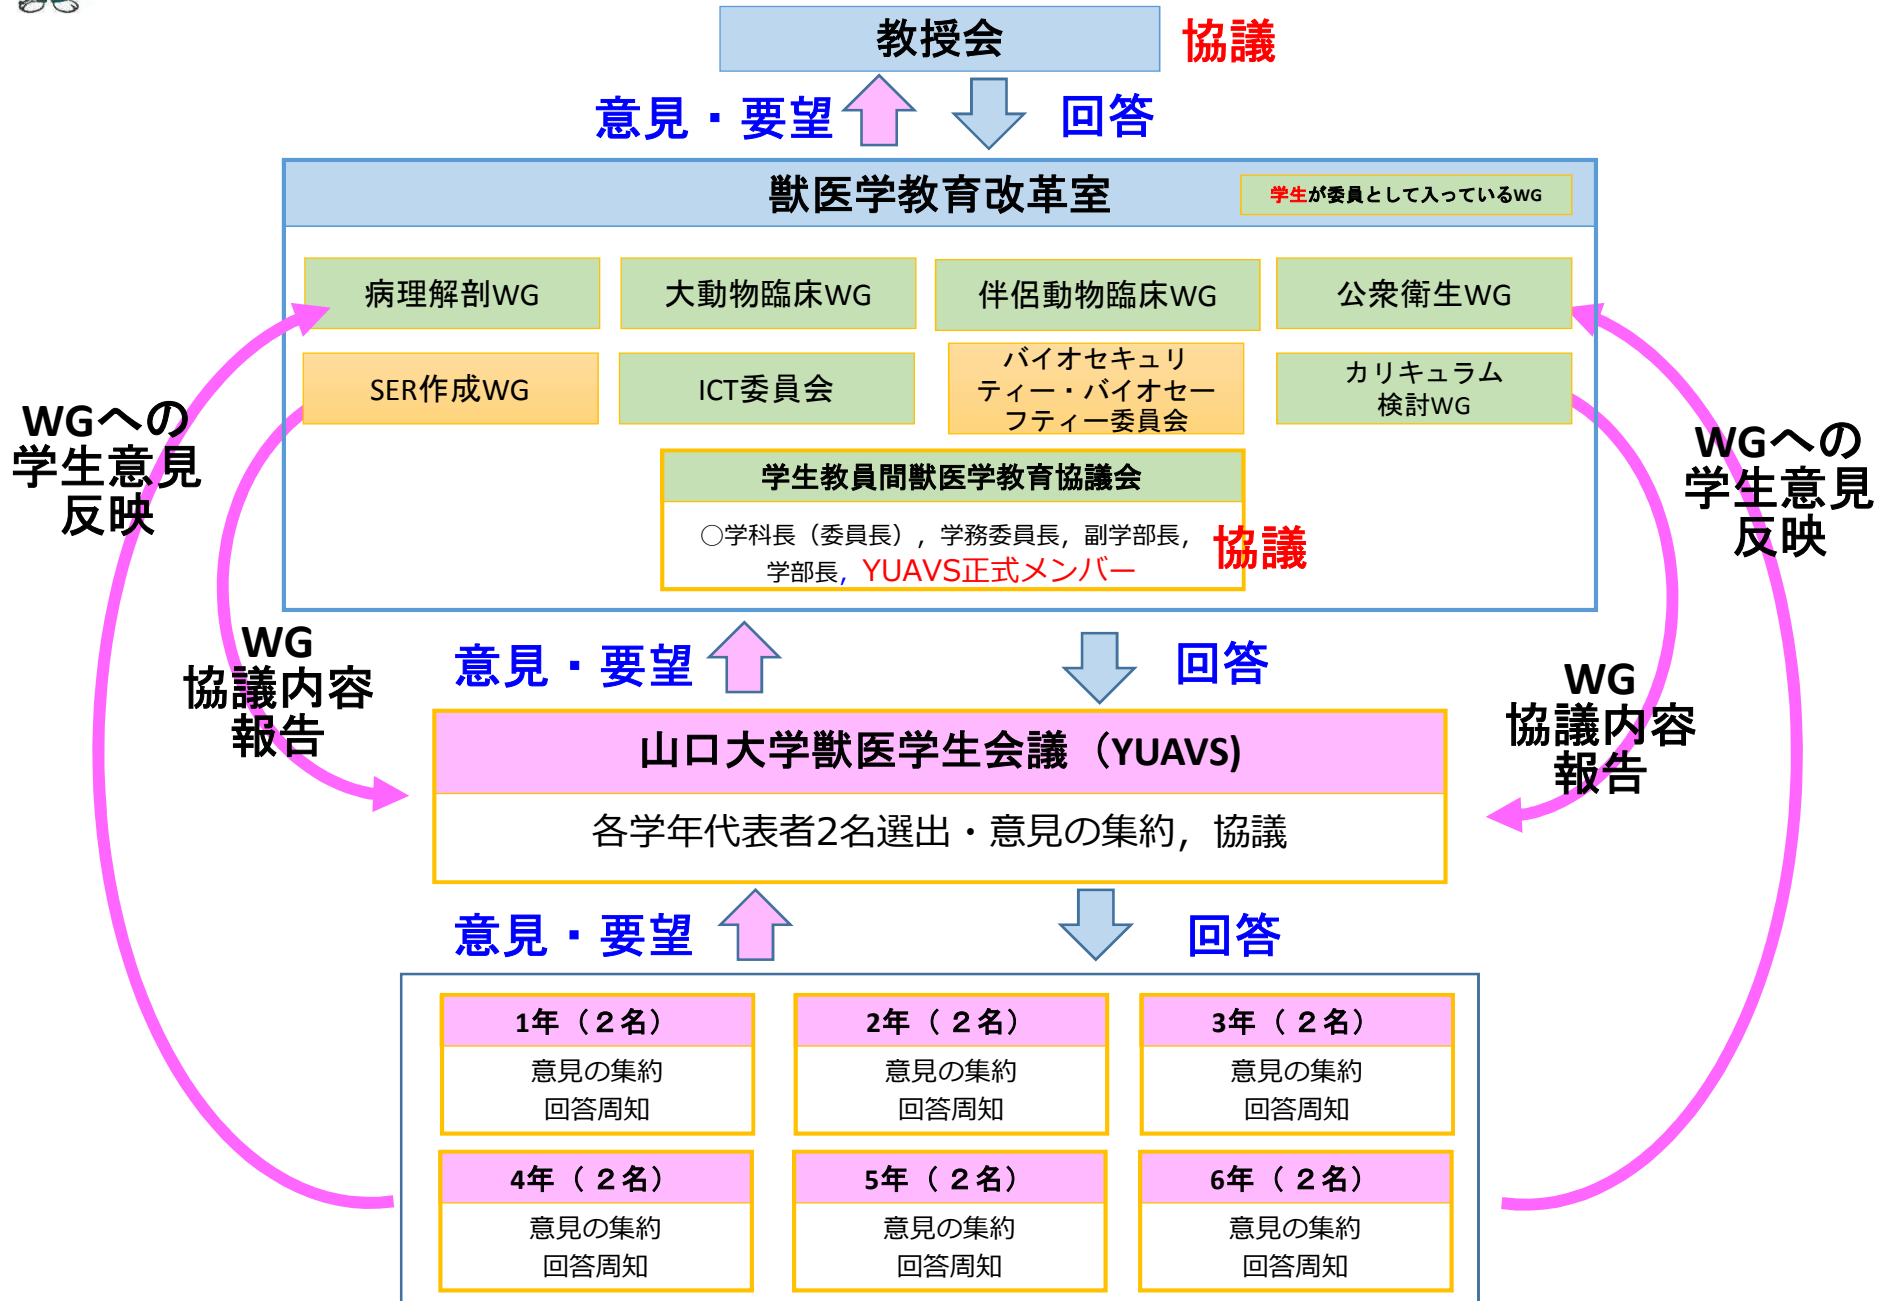 教授会
協議
意見・要望
回答
獣医学教育改革室
学生が委員として入っているWG
病理解剖WG
大動物臨床WG
伴侶動物臨床WG
公衆衛生WG
SER作成WG
ICT委員会
バイオセキュリ
ティー・バイオセー
フティー委員会
カリキュラム
検討WG
学生教員間獣医学教育協議会
○学科長（委員長），学務委員長，副学部長，
学部長，YUAVS正式メンバー
協議
WGへの
学生意見
反映
WGへの
学生意見
反映
WG
協議内容
報告
WG
協議内容
報告
意見・要望
回答
山口大学獣医学生会議（YUAVS)
各学年代表者2名選出・意見の集約，協議
意見・要望
回答
1年（２名）
意見の集約
回答周知
2年（２名）
意見の集約
回答周知
3年（２名）
意見の集約
回答周知
4年（２名）
意見の集約
回答周知
5年（２名）
意見の集約
回答周知
6年（２名）
意見の集約
回答周知